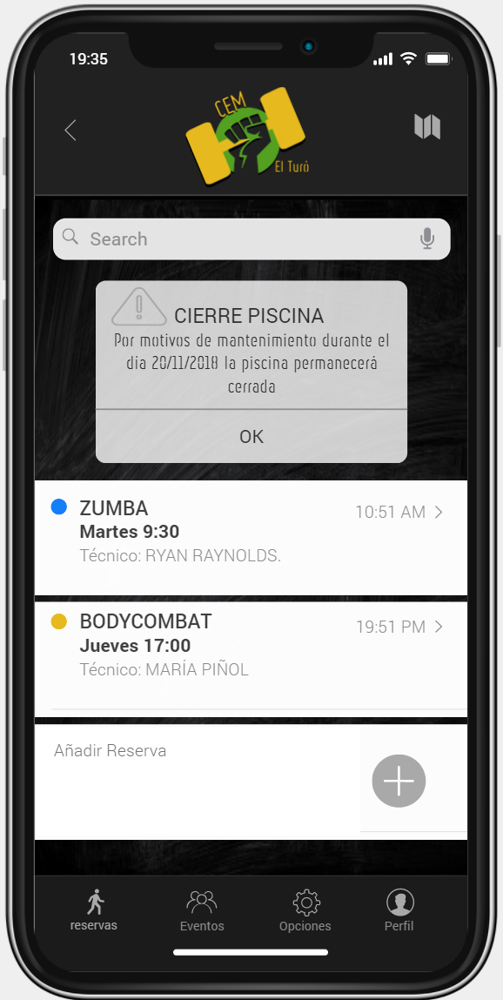 19:35
CEM
El Turó
Search
CIERRE PISCINA
Por motivos de mantenimiento durante el
dia 20/11/2018 la piscina permanecerá
cerrada
OK
ZUMBA
10:51 AM
Martes 9:30
Técnico: RYAN RAYNOLDS.
BODYCOMBAT
19:51 PM
Jueves 17:00
Técnico: MARÍA PIÑOL
Añadir Reserva
reservas
Eventos
Opciones
Perfil